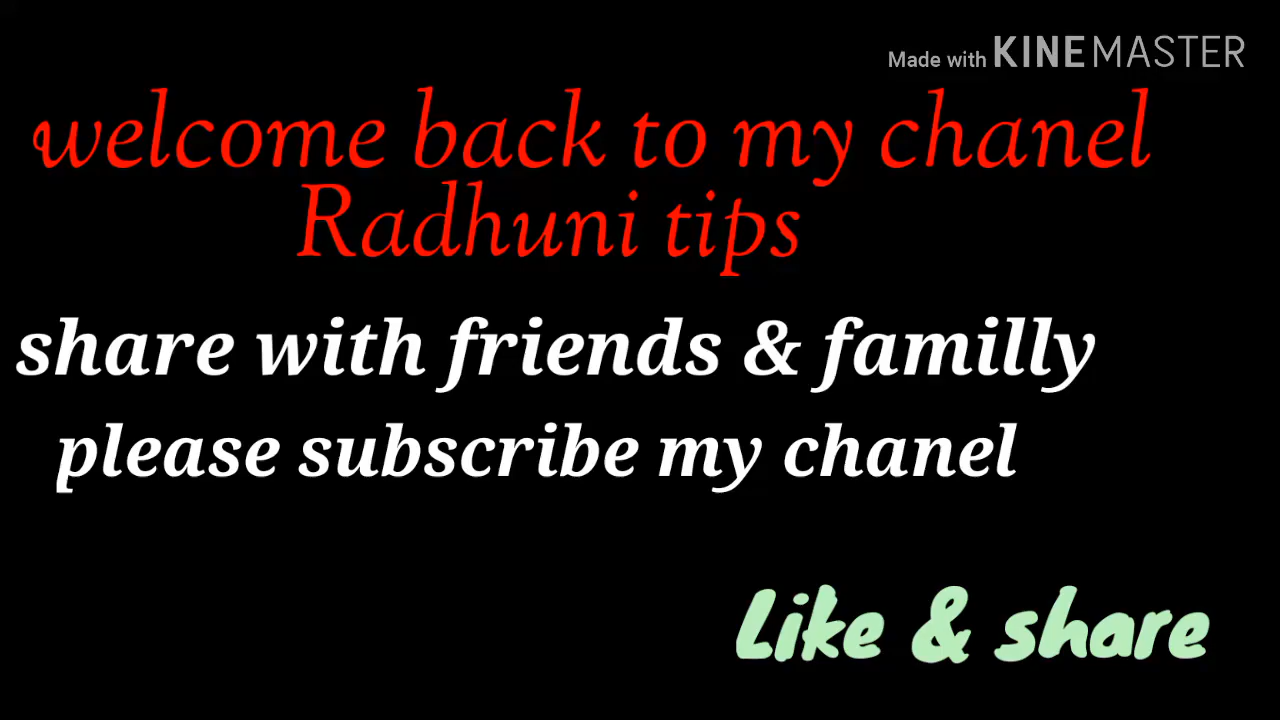 Made with KINEMASTER
welcome back to my chanel
Radhuni tips
share with friends & familly
please subscribe my chanel
Like & share